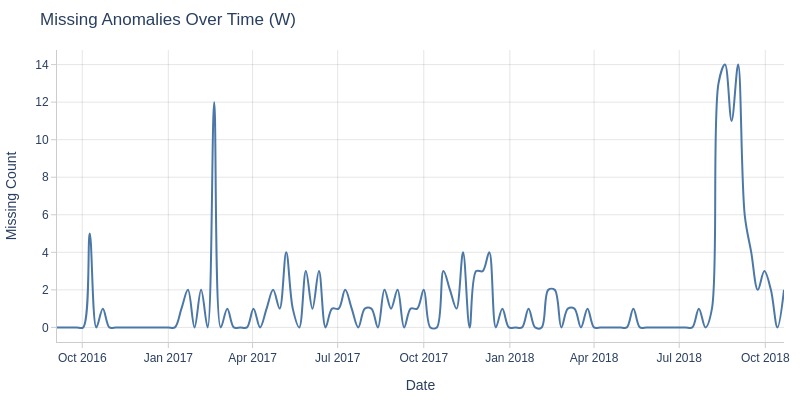 Missing Anomalies Over Time (W)
14
12
10
8
6
4
2
0
Missing Count
Oct 2016 Jan 2017 Apr 2017 Jul 2017 Oct 2017 Jan 2018 Apr 2018 Jul 2018 Oct 2018
Date